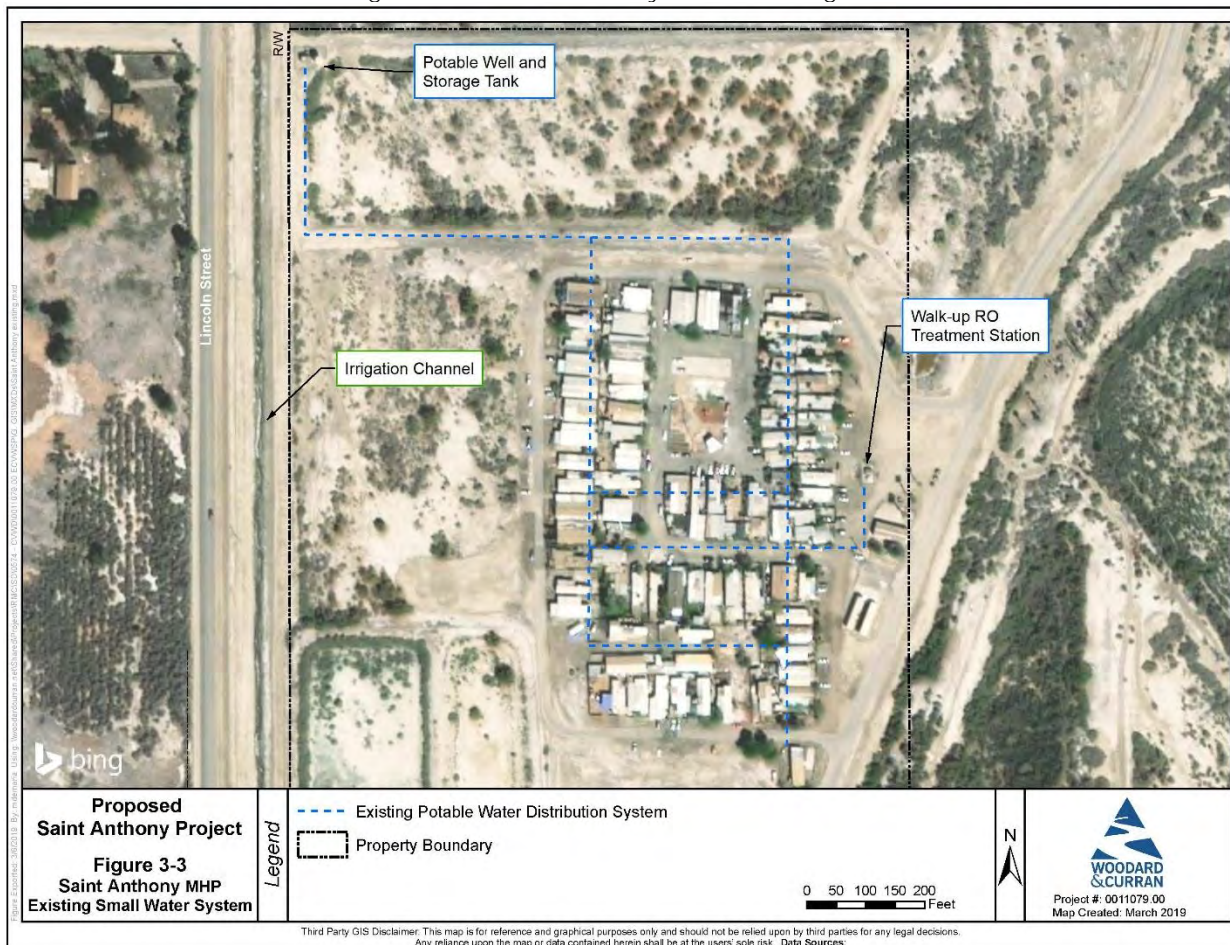 R/W
Potable Well and
Storage Tank
Lincoln Street
Irrigation Channel
Walk-up RO
Treatment Station
bing
Proposed
Saint Anthony Project
Figure 3-3
Saint Anthony MHP
Existing Small Water System
Legend
Existing Potable Water Distribution System
Property Boundary
0 50 100 150 200
Feet
N
WOODARD
&CURRAN
Project #: 0011079.00
Map Created: March 2019
Third Party GIS Disclaimer: This map is for reference and graphical purposes only and should not be relied upon by third parties for any legal decisions.
Any reliance upon the map or data contained herein shall be at the users' sole risk. Data Sources: